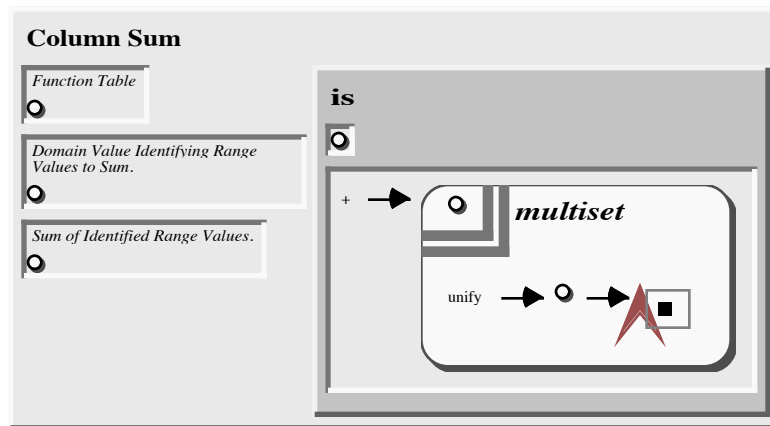 Column Sum
Function Table
Domain Value Identifying Range
Values to Sum.
Sum of Identified Range Values.
is
+
multiset
unify